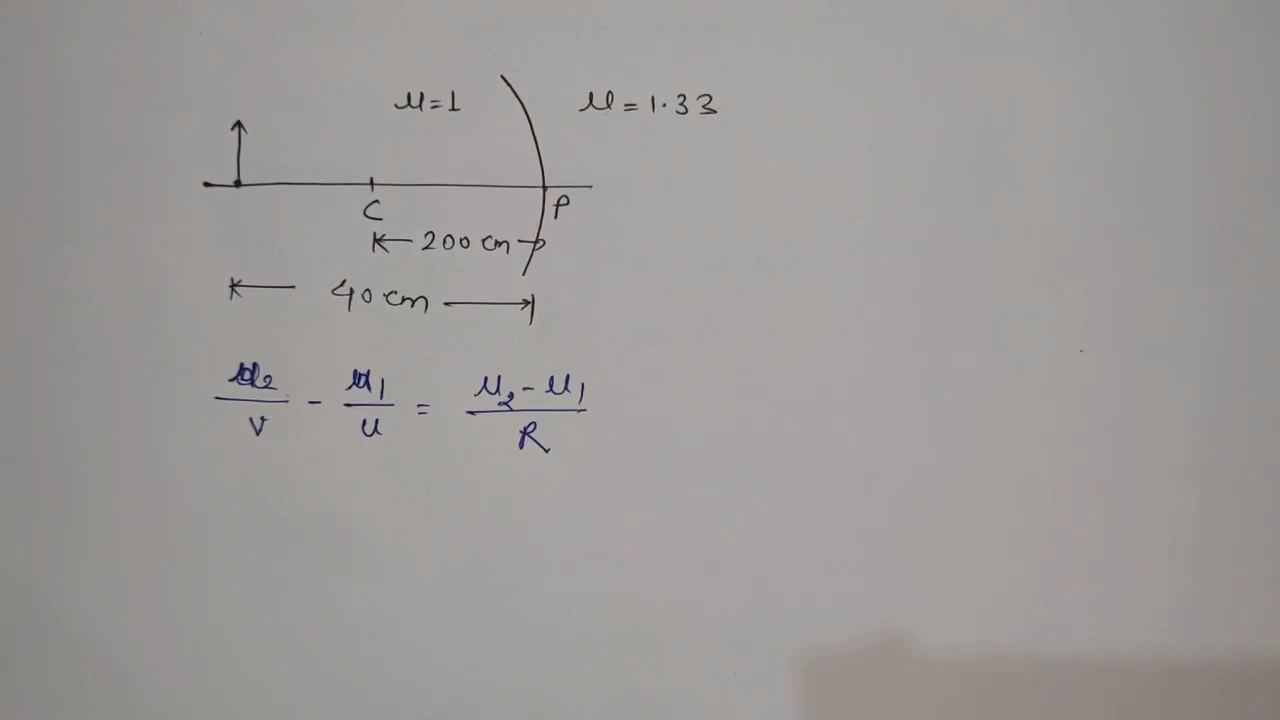 μ=1 μ=1.33
C P
200 cm
40 cm
μ2/v - μ1/u = μ2-μ1/R